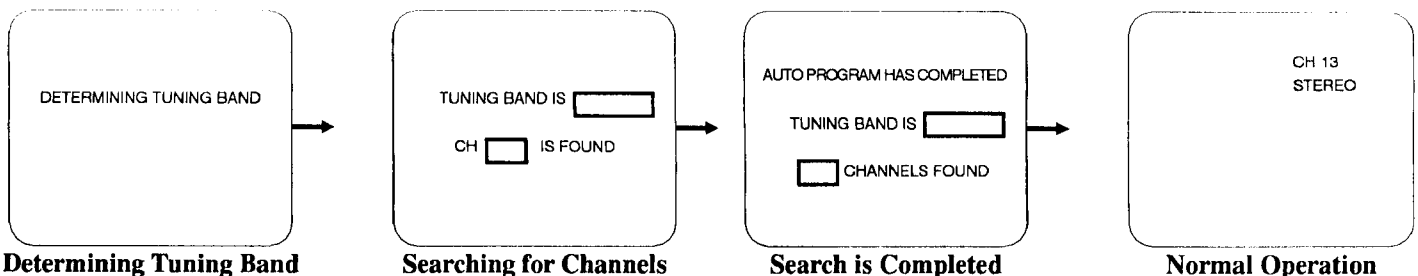 DETERMINING TUNING BAND
Determining Tuning Band
TUNING BAND IS
CH IS FOUND
Searching for Channels
AUTO PROGRAM HAS COMPLETED
TUNING BAND IS
CHANNELS FOUND
Search is Completed
CH 13
STEREO
Normal Operation